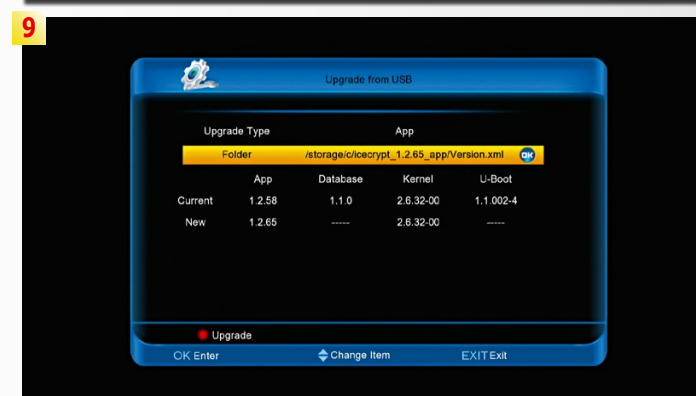 9
Upgrade from USB
Upgrade Type App
Folder /storage/c/icecrypt_1.2.65_app/Version.xml OK
App Database Kernel U-Boot
Current 1.2.58 1.1.0 2.6.32-00 1.1.002-4
New 1.2.65 ----- 2.6.32-00 -----
Upgrade
OK Enter Change Item EXIT Exit